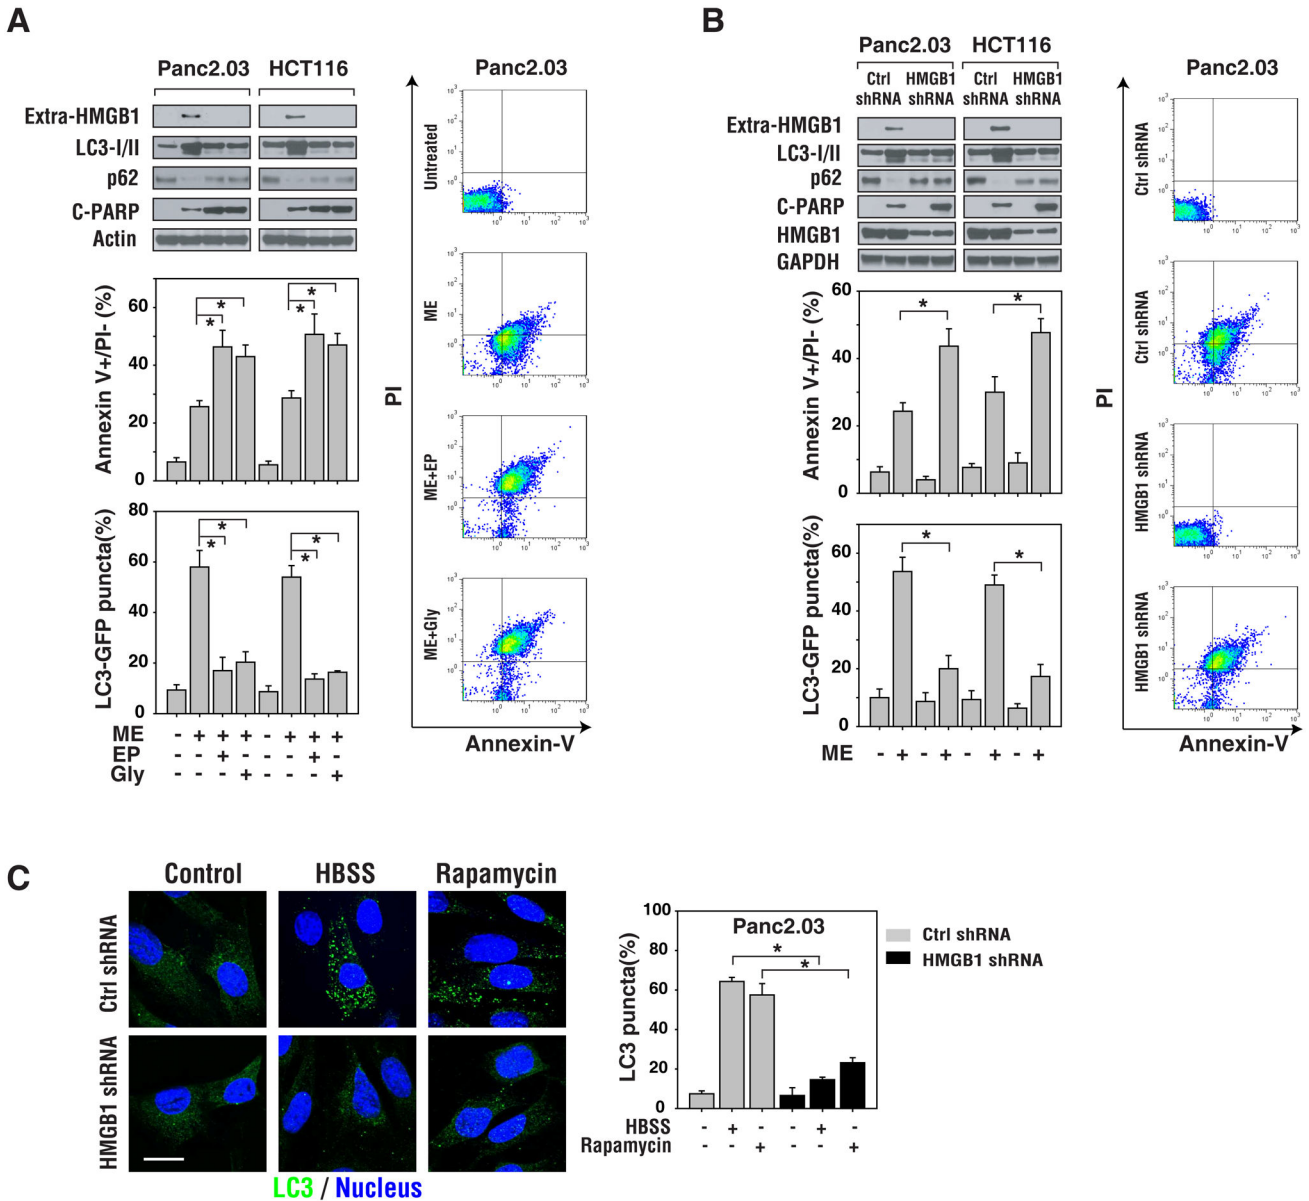 A
Panc2.03 HCT116
Extra-HMGB1
LC3-I/II
p62
C-PARP
Actin
Annexin V+/PI- (%)
60
40
20
0
* * * *
LC3-GFP puncta(%)
80
60
40
20
0
* * * *
ME - + + + - + + +
EP - - + - - - + -
Gly - - - + - - - +
Panc2.03
PI
Untreated
ME
ME+EP
ME+Gly
Annexin-V
B
Panc2.03 HCT116
Ctrl HMGB1 Ctrl HMGB1
shRNA shRNA shRNA shRNA
Extra-HMGB1
LC3-I/II
p62
C-PARP
HMGB1
GAPDH
Annexin V+/PI- (%)
60
40
20
0
* *
LC3-GFP puncta(%)
60
40
20
0
* *
ME - + - + - + - +
Panc2.03
PI
Ctrl shRNA
Ctrl shRNA
HMGB1 shRNA
HMGB1 shRNA
Annexin-V
C
Control HBSS Rapamycin
Ctrl shRNA
HMGB1 shRNA
LC3 / Nucleus
Panc2.03
LC3 puncta(%)
100
80
60
40
20
0
* *
HBSS - + - - + -
Rapamycin - - + - - +
Ctrl shRNA
HMGB1 shRNA